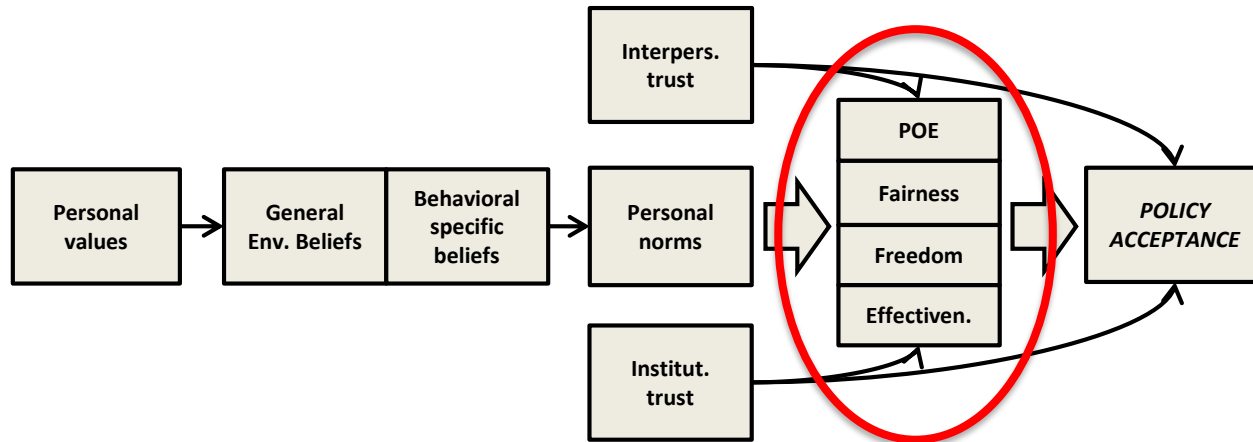 Interpers.
trust
POE
Fairness
Freedom
Effectiven.
Personal
values
General
Env. Beliefs
Behavioral
specific
beliefs
Personal
norms
POLICY
ACCEPTANCE
Institut.
trust